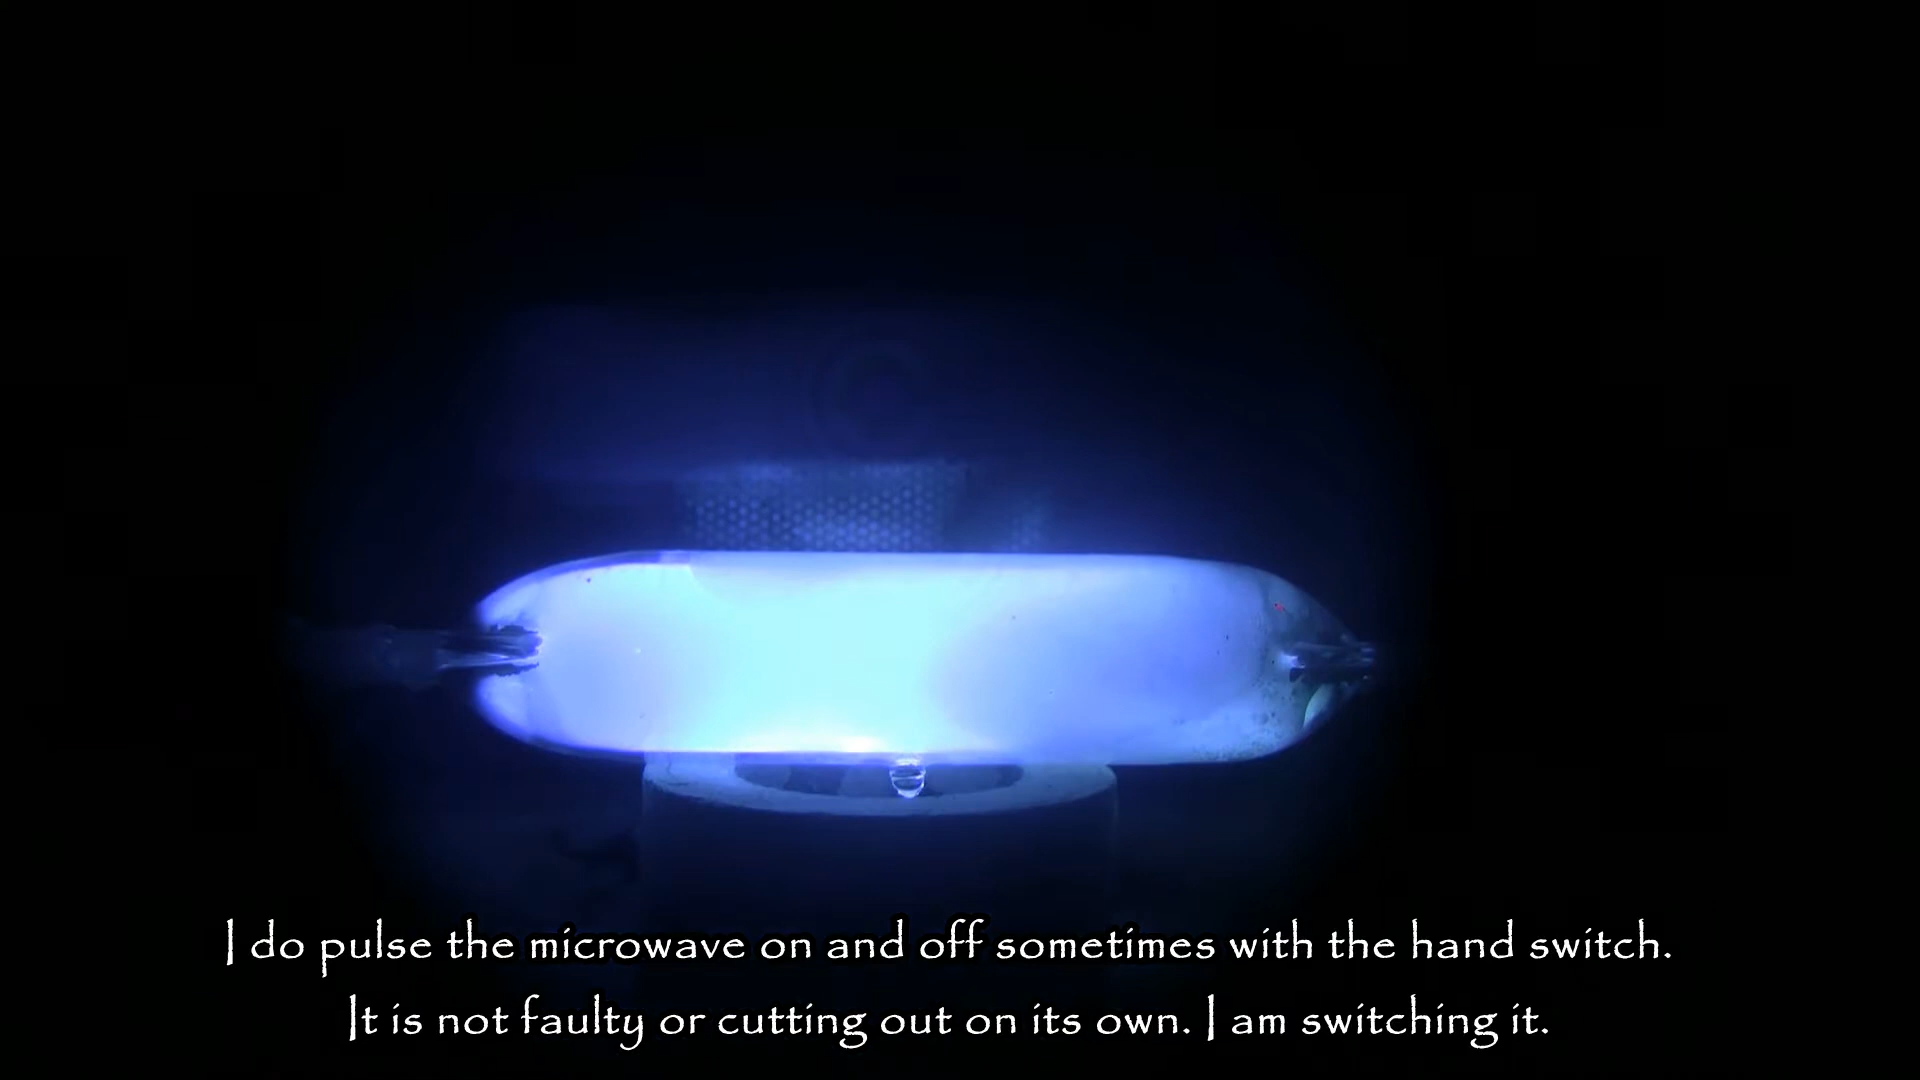 I do pulse the microwave on and off sometimes with the hand switch.
It is not faulty or cutting out on its own. I am switching it.